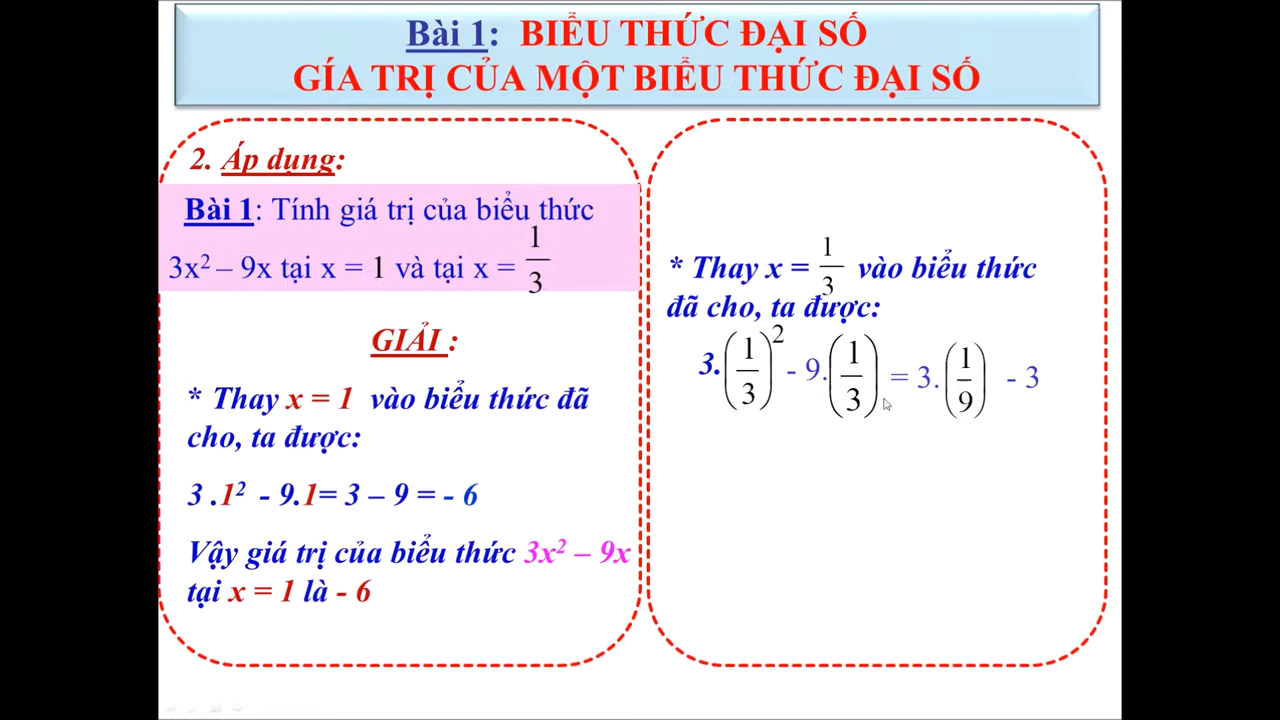 Bài 1: BIỂU THỨC ĐẠI SỐ
GÍA TRỊ CỦA MỘT BIỂU THỨC ĐẠI SỐ
2. Áp dụng:
Bài 1: Tính giá trị của biểu thức
3x² – 9x tại x = 1 và tại x = 1/3
GIẢI :
* Thay x = 1 vào biểu thức đã
cho, ta được:
3 .1² - 9.1= 3 – 9 = - 6
Vậy giá trị của biểu thức 3x² – 9x
tại x = 1 là - 6
* Thay x = 1/3 vào biểu thức
đã cho, ta được:
3.(1/3)² - 9.(1/3) = 3.(1/9) - 3